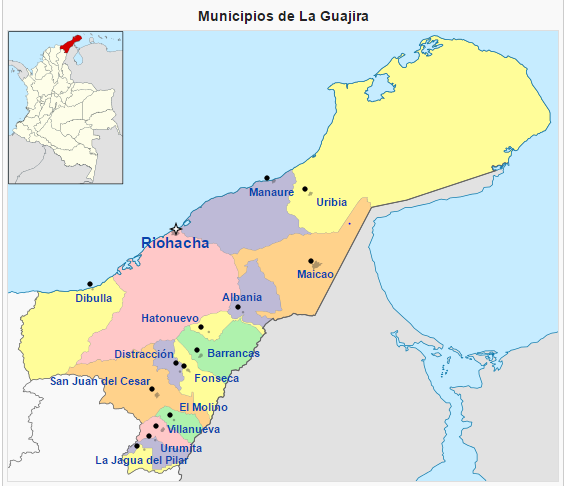 Municipios de La Guajira
Manaure
Uribia
Riohacha
Maicao
Dibulla
Albania
Hatonuevo
Distracción
Barrancas
Fonseca
San Juan del Cesar
El Molino
Villanueva
Urumita
La Jagua del Pilar